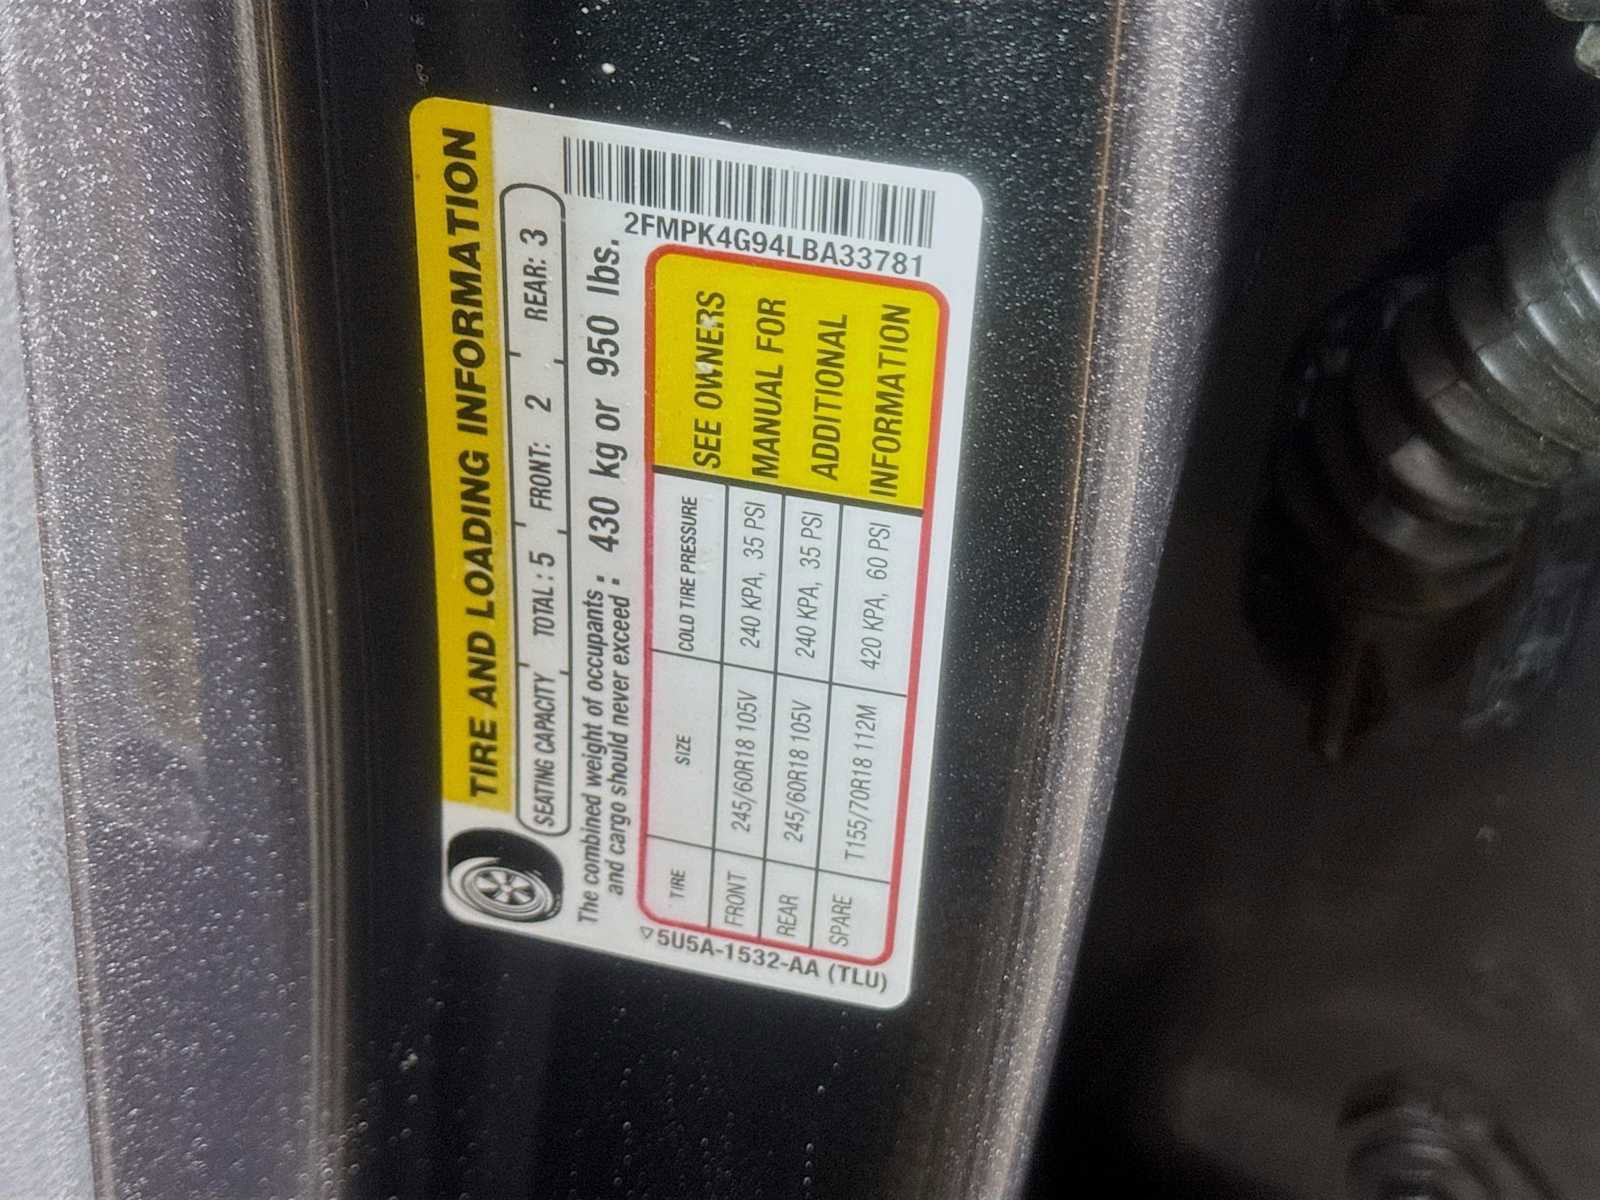 TIRE AND LOADING INFORMATION
SEATING CAPACITY TOTAL: 5 FRONT: 2 REAR: 3
The combined weight of occupants
and cargo should never exceed : 430 kg or 950 lbs.
2FMPK4G94LBA33781
TIRE SIZE COLD TIRE PRESSURE
FRONT 245/60R18 105V 240 KPA, 35 PSI
REAR 245/60R18 105V 240 KPA, 35 PSI
SPARE T155/70R18 112M 420 KPA, 60 PSI
SEE OWNERS
MANUAL FOR
ADDITIONAL
INFORMATION
▽5U5A-1532-AA (TLU)